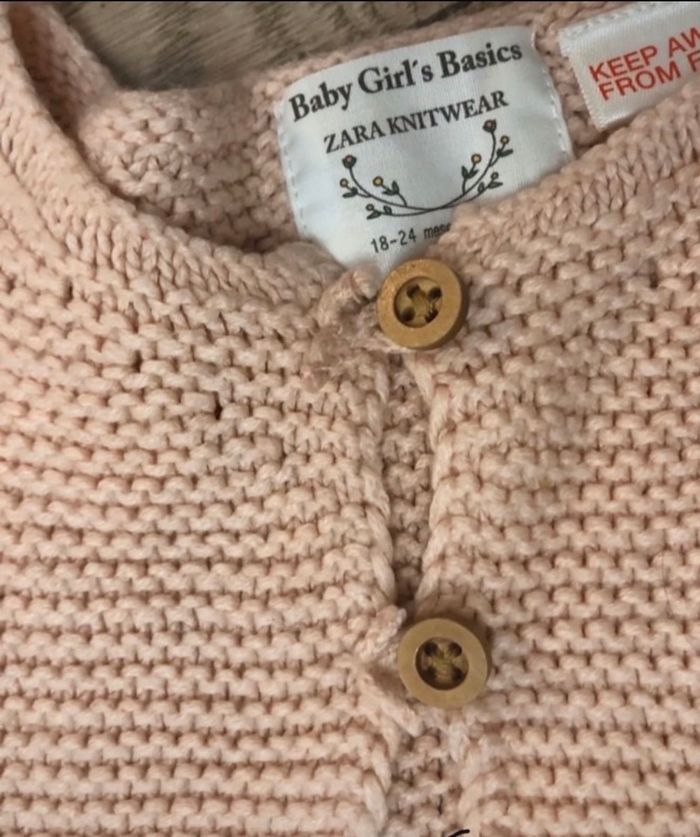 Baby Girl´s Basics
ZARA KNITWEAR
18-24
KEEP
FROM